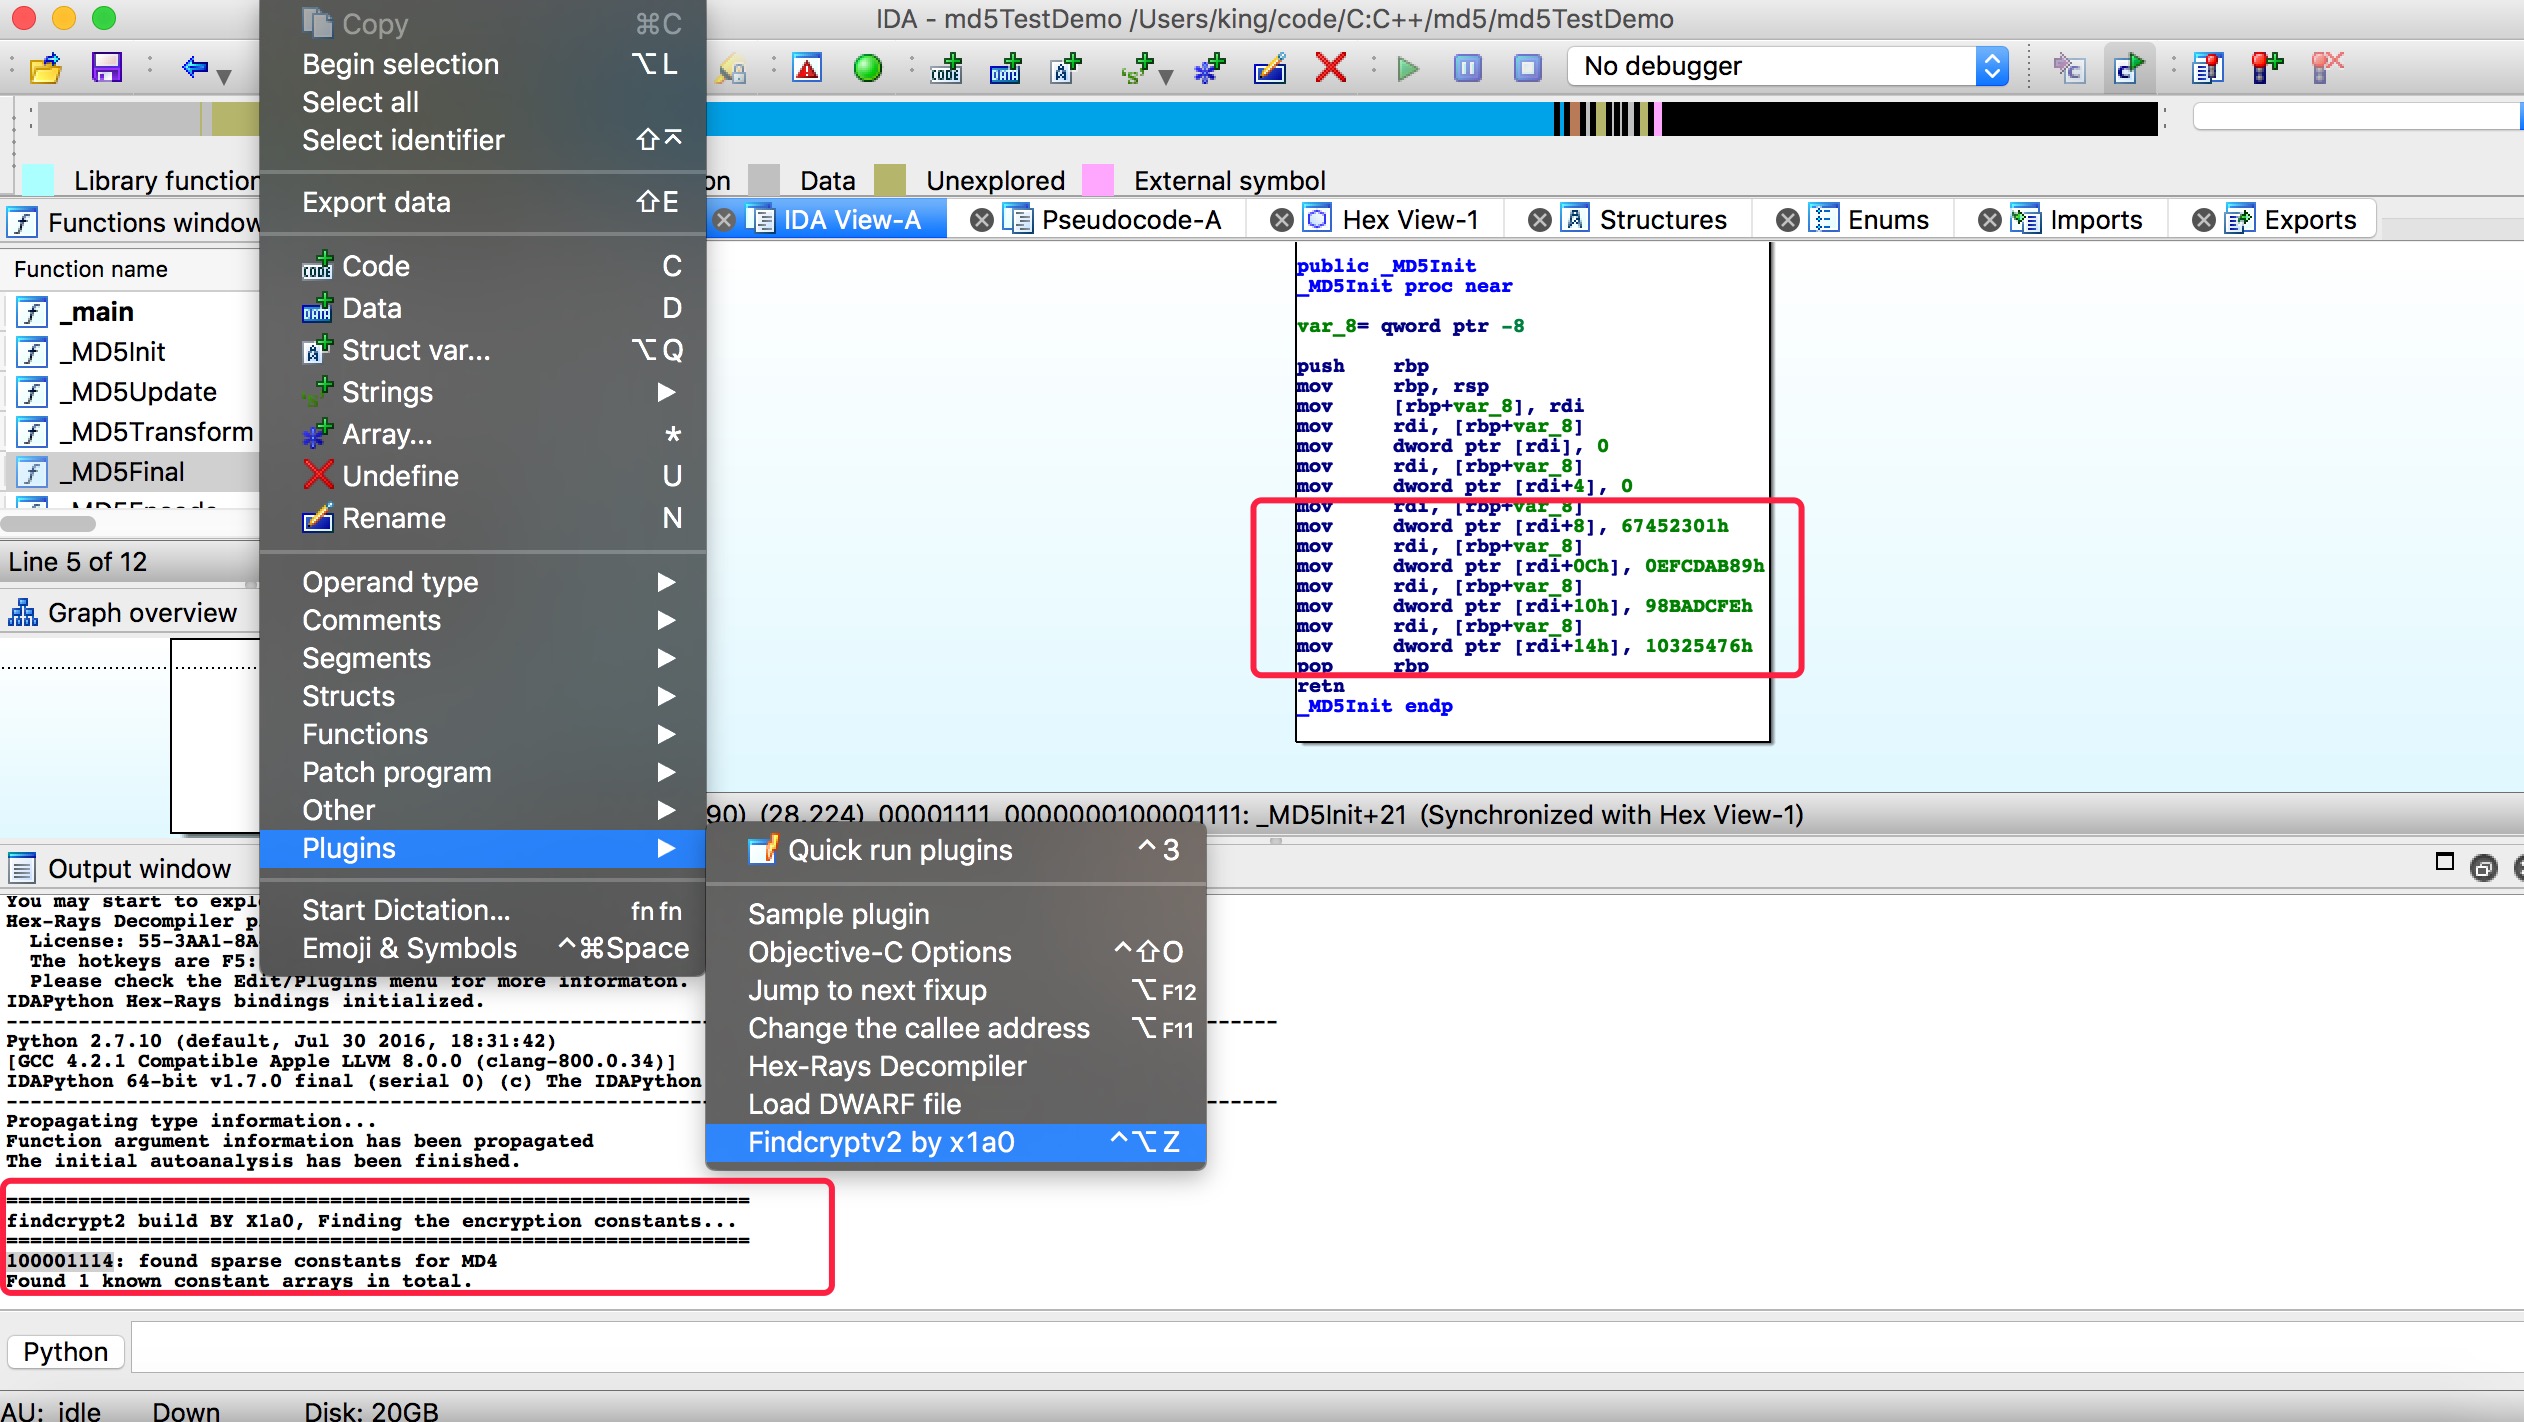 IDA - md5TestDemo /Users/king/code/C:C++/md5/md5TestDemo
Copy ⌘C
Begin selection ⌥L
Select all
Select identifier ⇧⌤
Export data ⇧E
Code C
Data D
Struct var... ⌥Q
Strings
Array... *
Undefine U
Rename N
Operand type
Comments
Segments
Structs
Functions
Patch program
Other
Plugins
Start Dictation... fn fn
Emoji & Symbols ^⌘Space
No debugger
Library function
Data
Unexplored
External symbol
Functions window
IDA View-A
Pseudocode-A
Hex View-1
Structures
Enums
Imports
Exports
Function name
_main
_MD5Init
_MD5Update
_MD5Transform
_MD5Final
Line 5 of 12
Graph overview
public _MD5Init
_MD5Init proc near
var_8= qword ptr -8
push rbp
mov rbp, rsp
mov [rbp+var_8], rdi
mov rdi, [rbp+var_8]
mov dword ptr [rdi], 0
mov rdi, [rbp+var_8]
mov dword ptr [rdi+4], 0
mov rdi, [rbp+var_8]
mov dword ptr [rdi+8], 67452301h
mov rdi, [rbp+var_8]
mov dword ptr [rdi+0Ch], 0EFCDAB89h
mov rdi, [rbp+var_8]
mov dword ptr [rdi+10h], 98BADCFEh
mov rdi, [rbp+var_8]
mov dword ptr [rdi+14h], 10325476h
pop rbp
retn
_MD5Init endp
90) (28,224) 00001111 0000000100001111: _MD5Init+21 (Synchronized with Hex View-1)
Quick run plugins ^3
Sample plugin
Objective-C Options ^⇧O
Jump to next fixup ⌥F12
Change the callee address ⌥F11
Hex-Rays Decompiler
Load DWARF file
Findcryptv2 by x1a0 ^⌥Z
Output window
You may start to expl
Hex-Rays Decompiler p
License: 55-3AA1-8A
The hotkeys are F5:
Please check the Edit/Plugins menu for more informaton.
IDAPython Hex-Rays bindings initialized.
Python 2.7.10 (default, Jul 30 2016, 18:31:42)
[GCC 4.2.1 Compatible Apple LLVM 8.0.0 (clang-800.0.34)]
IDAPython 64-bit v1.7.0 final (serial 0) (c) The IDAPython
Propagating type information...
Function argument information has been propagated
The initial autoanalysis has been finished.
findcrypt2 build BY X1a0, Finding the encryption constants...
100001114: found sparse constants for MD4
Found 1 known constant arrays in total.
Python
AU: idle Down Disk: 20GB